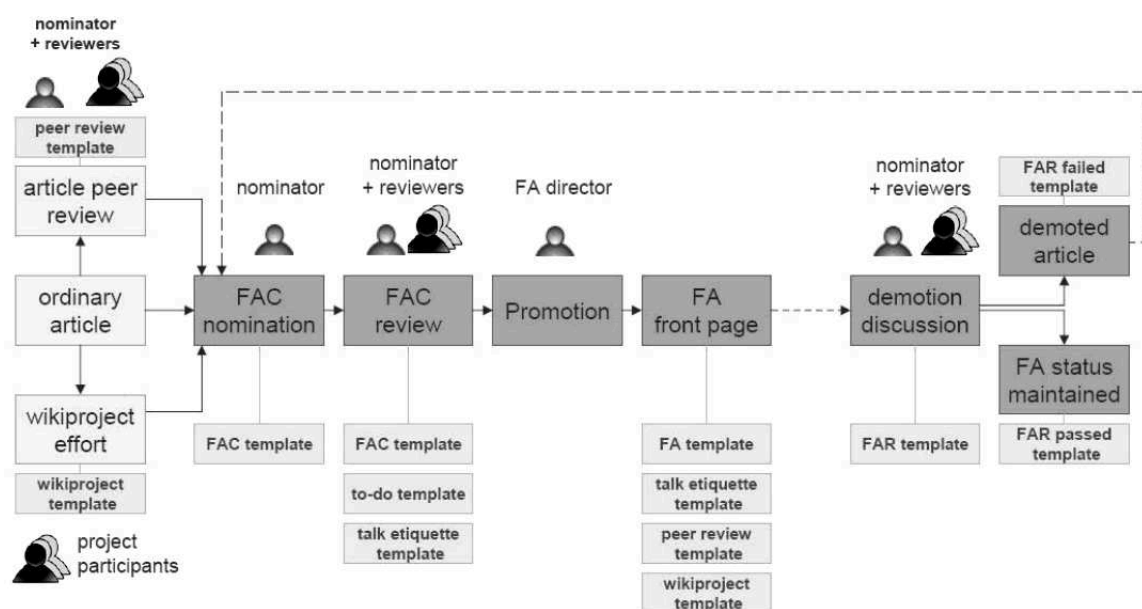 nominator
+ reviewers
peer review
template
article peer
review
ordinary
article
wikiproject
effort
wikiproject
template
project
participants
nominator
FAC
nomination
FAC template
nominator
+ reviewers
FAC
review
FAC template
to-do template
talk etiquette
template
FA director
Promotion
FA
front page
FA template
talk etiquette
template
peer review
template
wikiproject
template
nominator
+ reviewers
demotion
discussion
FAR template
FAR failed
template
demoted
article
FA status
maintained
FAR passed
template